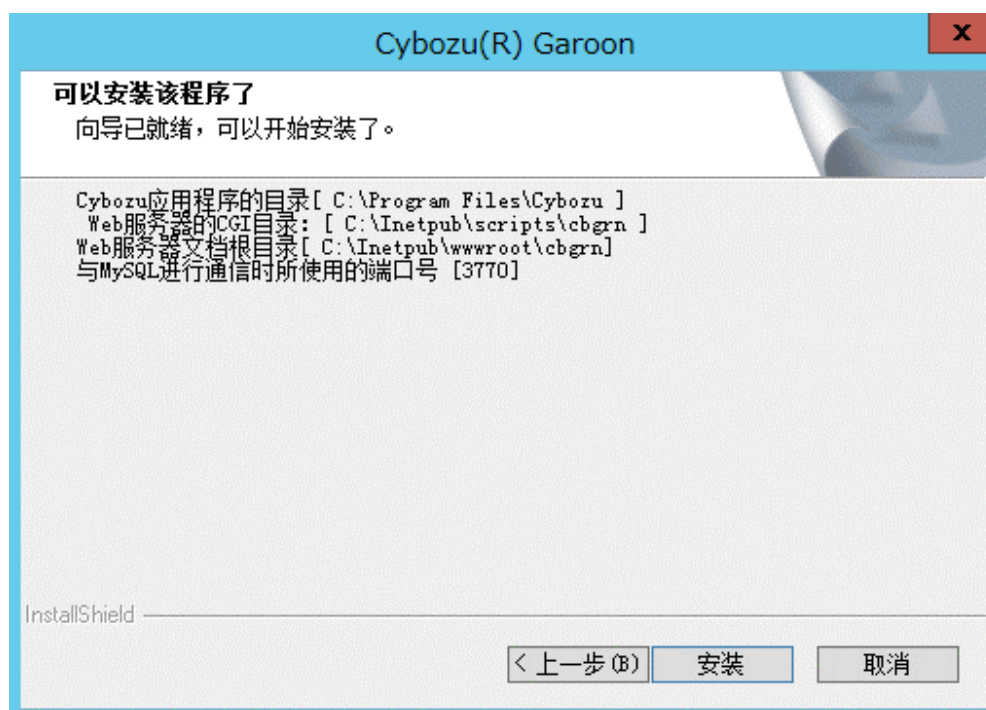 Cybozu(R) Garoon
x
可以安装该程序了
向导已就绪，可以开始安装了。
Cybozu应用程序的目录[ C:\Program Files\Cybozu ]
Web服务器的CGI目录: [ C:\Inetpub\scripts\cbgrn ]
Web服务器文档根目录[ C:\Inetpub\wwwroot\cbgrn]
与MySQL进行通信时所使用的端口号 [3770]
InstallShield
< 上一步(B) 安装 取消